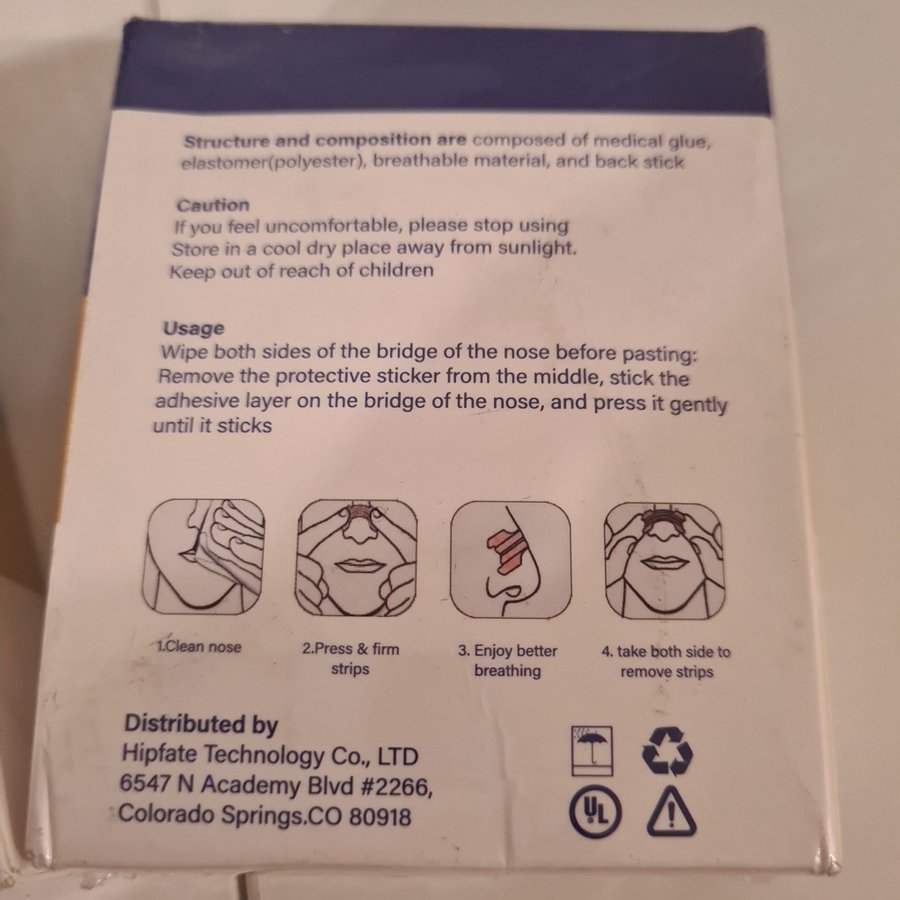 Structure and composition are composed of medical glue,
elastomer(polyester), breathable material, and back stick
Caution
If you feel uncomfortable, please stop using
Store in a cool dry place away from sunlight.
Keep out of reach of children
Usage
Wipe both sides of the bridge of the nose before pasting:
Remove the protective sticker from the middle, stick the
adhesive layer on the bridge of the nose, and press it gently
until it sticks
1.Clean nose
2.Press & firm
strips
3. Enjoy better
breathing
4. take both side to
remove strips
Distributed by
Hipfate Technology Co., LTD
6547 N Academy Blvd #2266,
Colorado Springs.CO 80918
UL